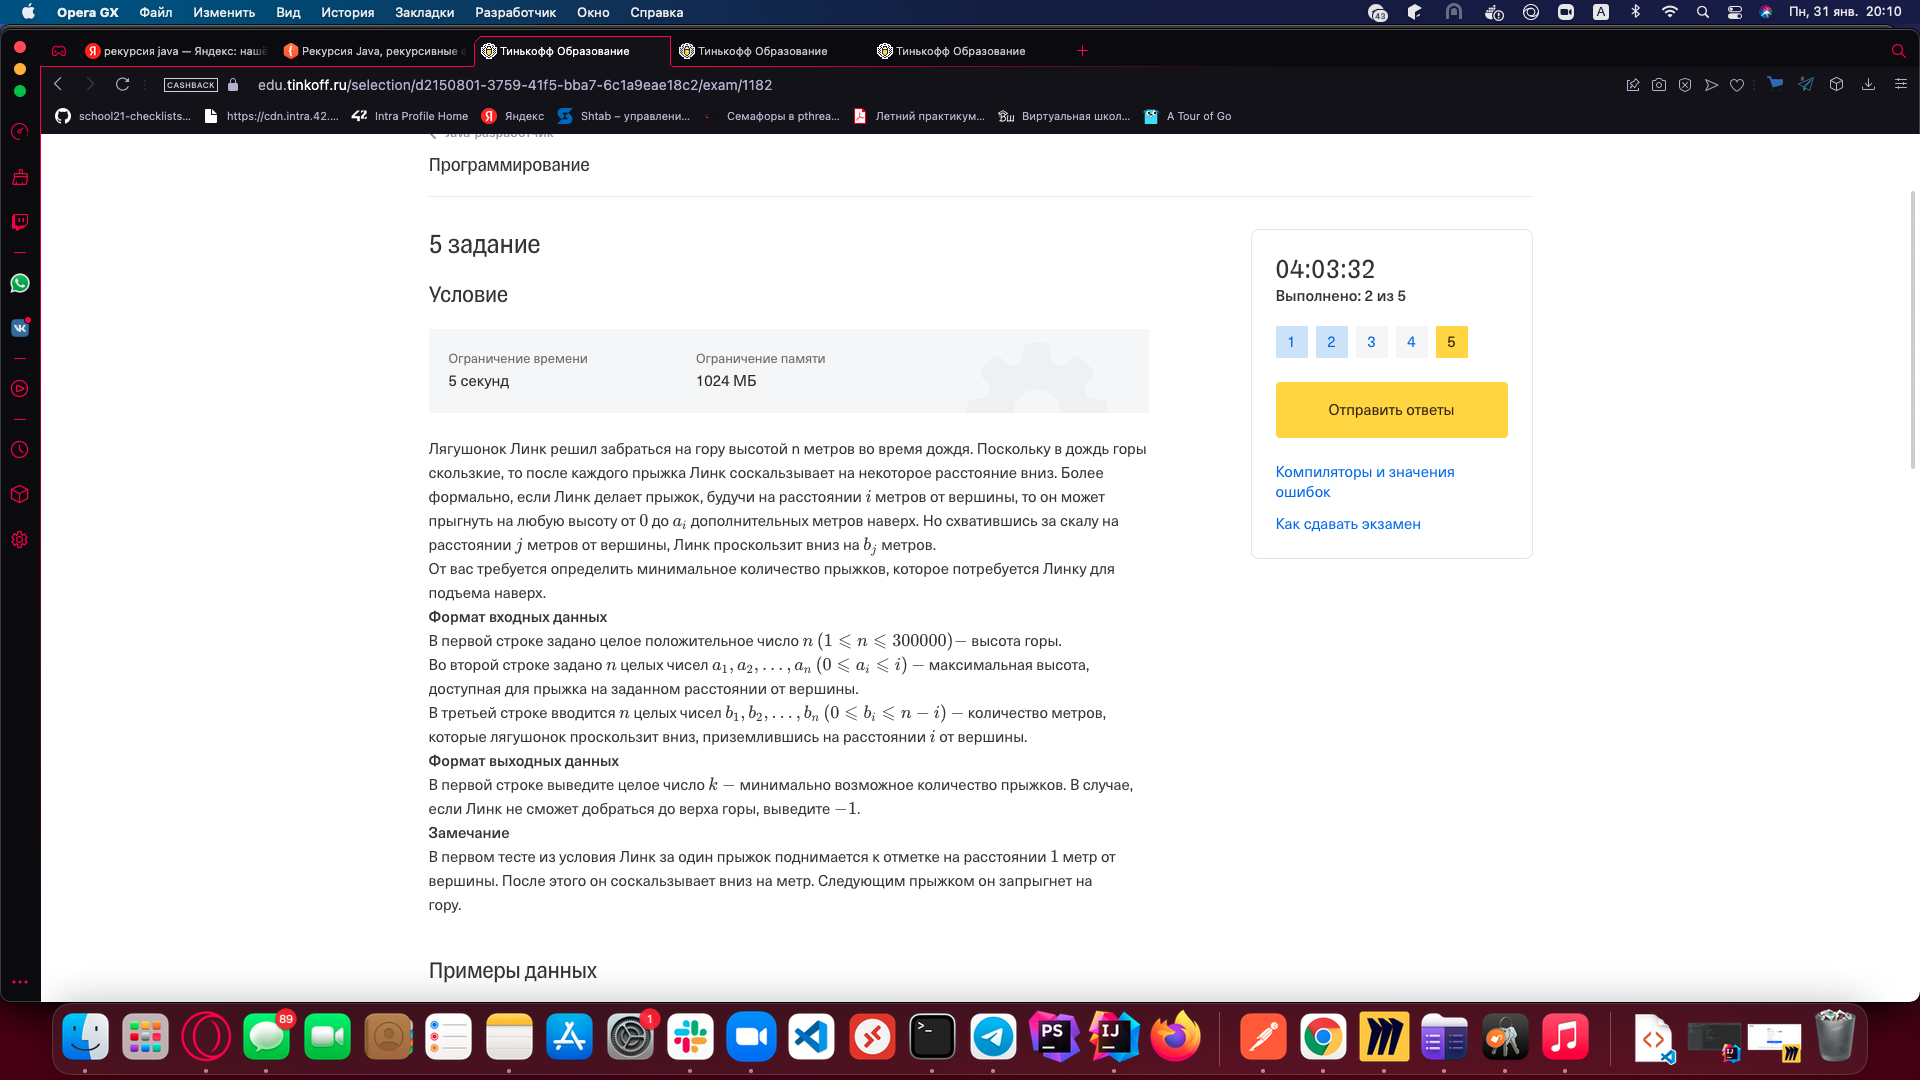 Opera GX Файл Изменить Вид История Закладки Разработчик Окно Справка 43 A Пн, 31 янв. 20:10
рекурсия java — Яндекс: наш Рекурсия Java, рекурсивные Тинькофф Образование Тинькофф Образование Тинькофф Образование
CASHBACK edu.tinkoff.ru/selection/d2150801-3759-41f5-bba7-6c1a9eae18c2/exam/1182
school21-checklists... https://cdn.intra.42.... Intra Profile Home Яндекс Shtab – управлени... Семафоры в pthrea... Летний практикум... Виртуальная школ... A Tour of Go
Java-разработчик
Программирование
5 задание
Условие
Ограничение времени Ограничение памяти
5 секунд 1024 МБ
Лягушонок Линк решил забраться на гору высотой n метров во время дождя. Поскольку в дождь горы
скользкие, то после каждого прыжка Линк соскальзывает на некоторое расстояние вниз. Более
формально, если Линк делает прыжок, будучи на расстоянии i метров от вершины, то он может
прыгнуть на любую высоту от 0 до a_i дополнительных метров наверх. Но схватившись за скалу на
расстоянии j метров от вершины, Линк проскользит вниз на b_j метров.
От вас требуется определить минимальное количество прыжков, которое потребуется Линку для
подъема наверх.
Формат входных данных
В первой строке задано целое положительное число n (1 ⩽ n ⩽ 300000)– высота горы.
Во второй строке задано n целых чисел a_1, a_2, . . . , a_n (0 ⩽ a_i ⩽ i) – максимальная высота,
доступная для прыжка на заданном расстоянии от вершины.
В третьей строке вводится n целых чисел b_1, b_2, . . . , b_n (0 ⩽ b_i ⩽ n − i) – количество метров,
которые лягушонок проскользит вниз, приземлившись на расстоянии i от вершины.
Формат выходных данных
В первой строке выведите целое число k – минимально возможное количество прыжков. В случае,
если Линк не сможет добраться до верха горы, выведите −1.
Замечание
В первом тесте из условия Линк за один прыжок поднимается к отметке на расстоянии 1 метр от
вершины. После этого он соскальзывает вниз на метр. Следующим прыжком он запрыгнет на
гору.
Примеры данных
04:03:32
Выполнено: 2 из 5
1 2 3 4 5
Отправить ответы
Компиляторы и значения
ошибок
Как сдавать экзамен
89 1 PS IJ